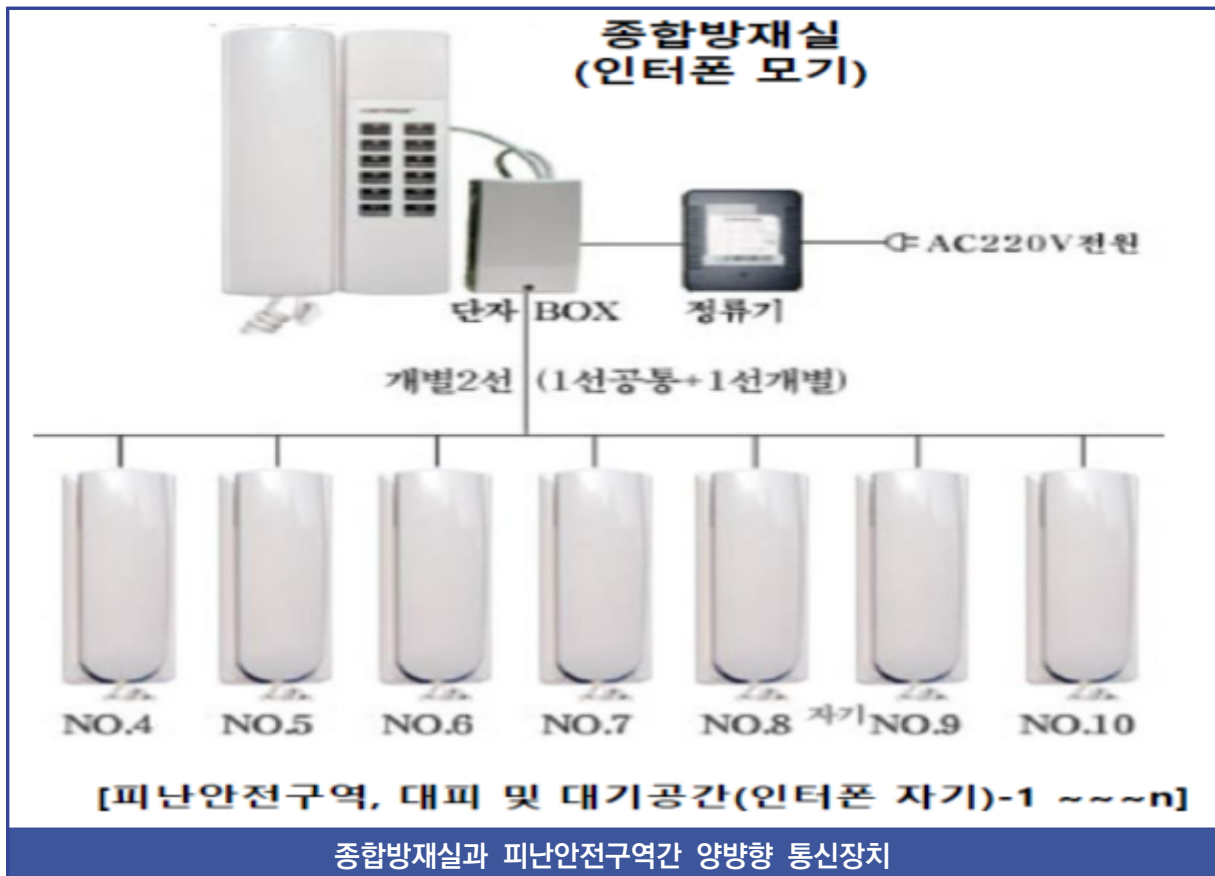 종합방재실
(인터폰 모기)
AC220V전원
단자 BOX 정류기
개별2선 (1선공통+1선개별)
NO.4 NO.5 NO.6 NO.7 NO.8 자기 NO.9 NO.10
[피난안전구역, 대피 및 대기공간(인터폰 자기)-1 ~~~n]
종합방재실과 피난안전구역간 양뱡향 통신장치